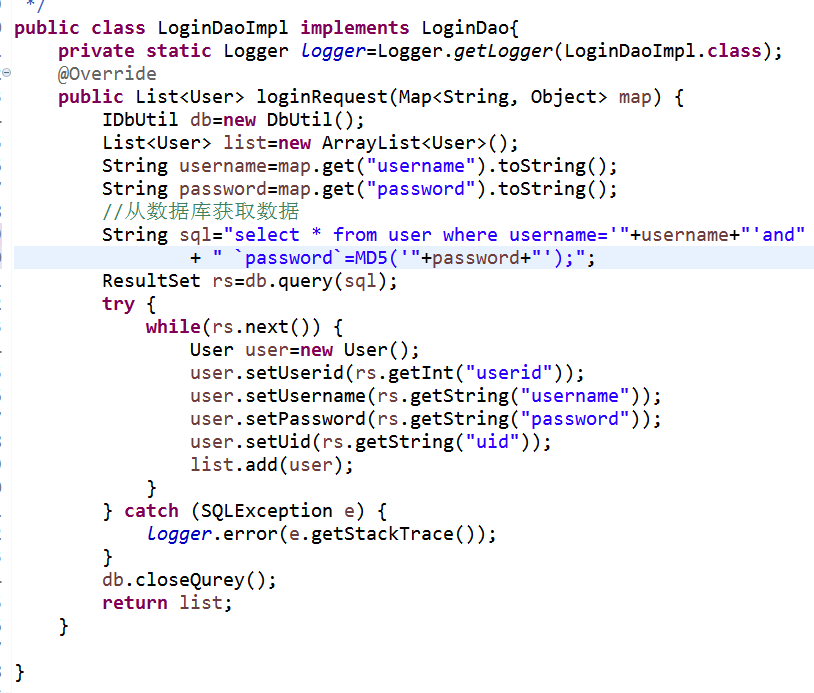 */
public class LoginDaoImpl implements LoginDao{
    private static Logger logger=Logger.getLogger(LoginDaoImpl.class);
    @Override
    public List<User> loginRequest(Map<String, Object> map) {
        IDbUtil db=new DbUtil();
        List<User> list=new ArrayList<User>();
        String username=map.get("username").toString();
        String password=map.get("password").toString();
        //从数据库获取数据
        String sql="select * from user where username='"+username+"'and"
                + " `password`=MD5('"+password+"');";
        ResultSet rs=db.query(sql);
        try {
            while(rs.next()) {
                User user=new User();
                user.setUserid(rs.getInt("userid"));
                user.setUsername(rs.getString("username"));
                user.setPassword(rs.getString("password"));
                user.setUid(rs.getString("uid"));
                list.add(user);
            }
        } catch (SQLException e) {
            logger.error(e.getStackTrace());
        }
        db.closeQurey();
        return list;
    }
}